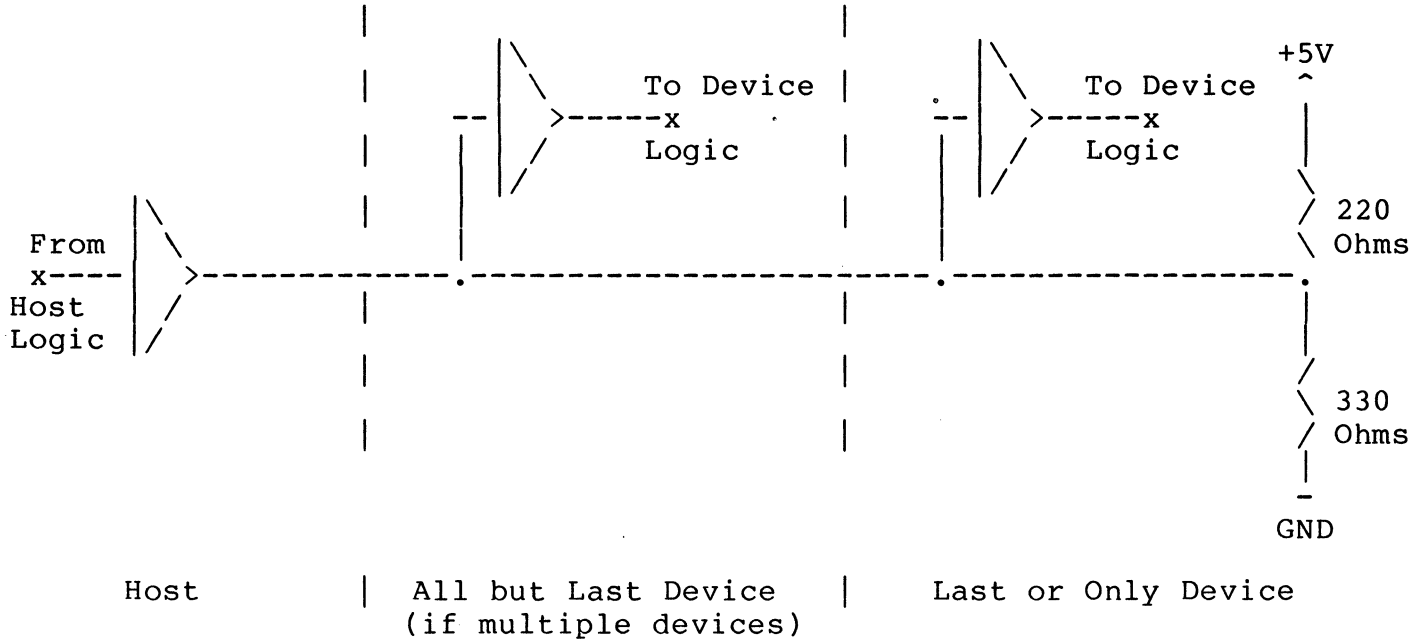 +5V
To Device
Logic
To Device
Logic
220
Ohms
From
x
Host
Logic
x
x
330
Ohms
GND
Host
All but Last Device
(if multiple devices)
Last or Only Device